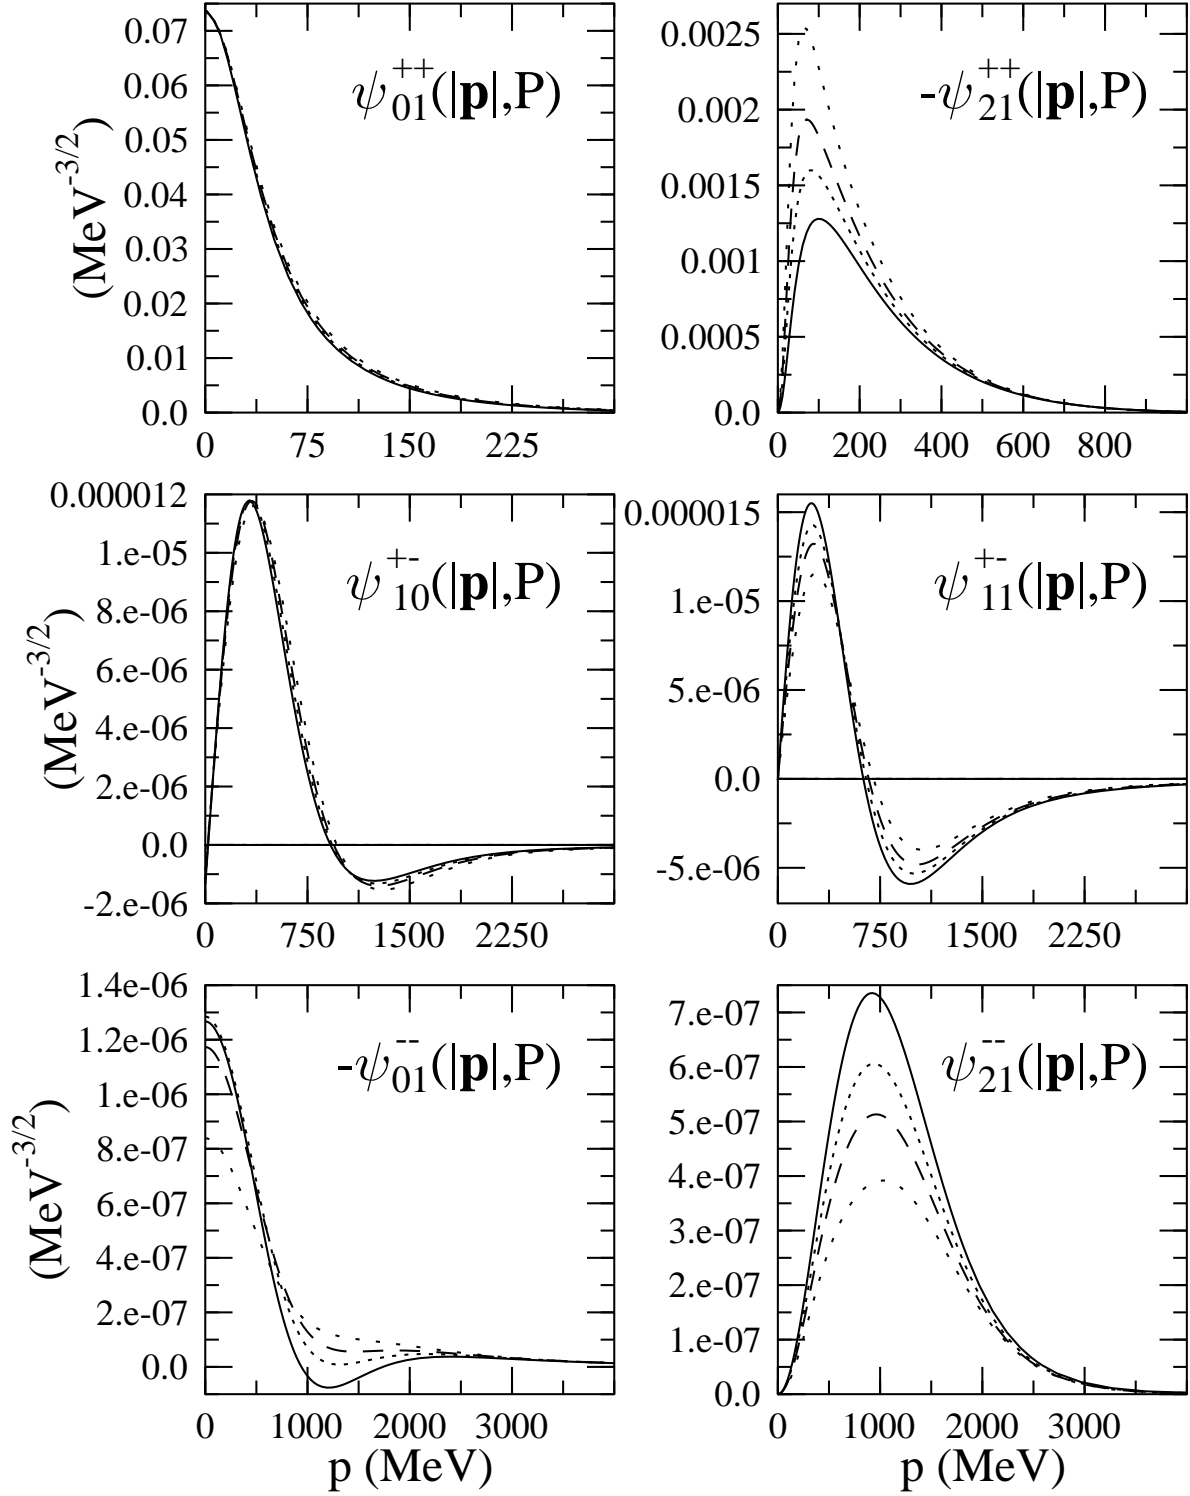 0.07
0.06
0.05
0.04
0.03
0.02
0.01
0.0
(MeV^-3/2)
ψ_01^++(|p|,P)
0 75 150 225
0.0025
0.002
0.0015
0.001
0.0005
0.0
-ψ_21^++(|p|,P)
0 200 400 600 800
0.000012
1.e-05
8.e-06
6.e-06
4.e-06
2.e-06
0.0
-2.e-06
(MeV^-3/2)
ψ_10^+-(|p|,P)
0 750 1500 2250
0.000015
1.e-05
5.e-06
0.0
-5.e-06
ψ_11^+-(|p|,P)
0 750 1500 2250
1.4e-06
1.2e-06
1.e-06
8.e-07
6.e-07
4.e-07
2.e-07
0.0
(MeV^-3/2)
-ψ_01^--(|p|,P)
0 1000 2000 3000
p (MeV)
7.e-07
6.e-07
5.e-07
4.e-07
3.e-07
2.e-07
1.e-07
0.0
ψ_21^--(|p|,P)
0 1000 2000 3000
p (MeV)